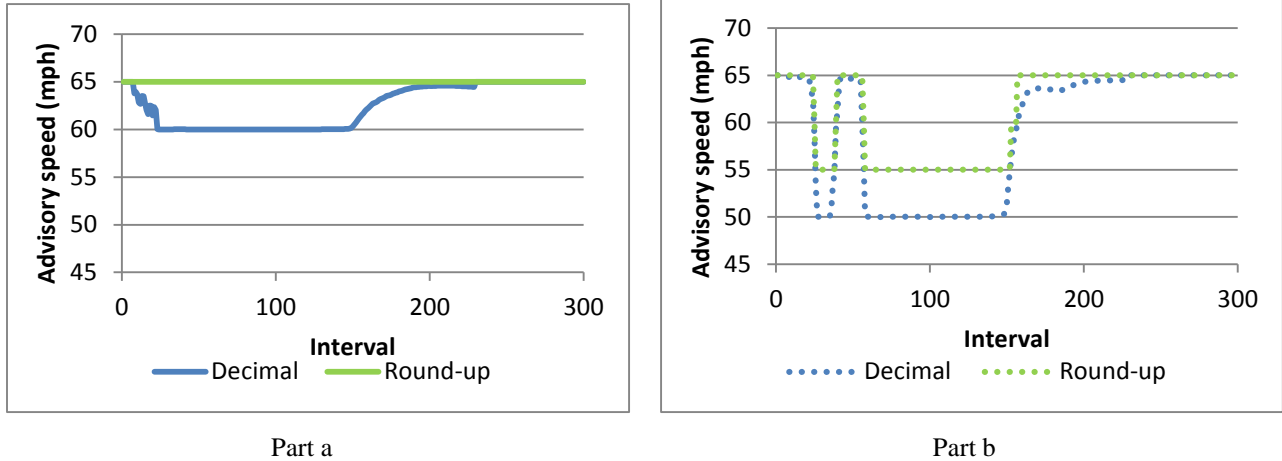 Advisory speed (mph)
70
65
60
55
50
45
0 100 200 300
Interval
Decimal Round-up
Part a
Advisory speed (mph)
70
65
60
55
50
45
0 100 200 300
Interval
Decimal Round-up
Part b